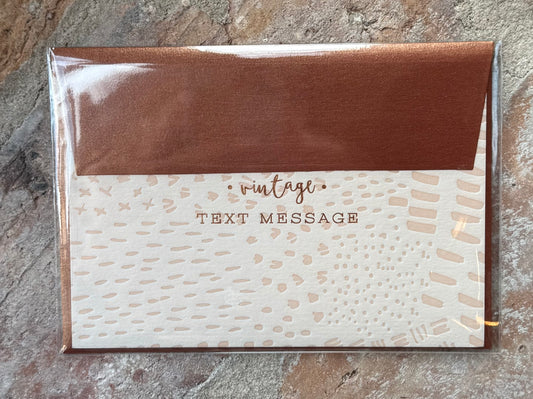 • vintage •
TEXT MESSAGE